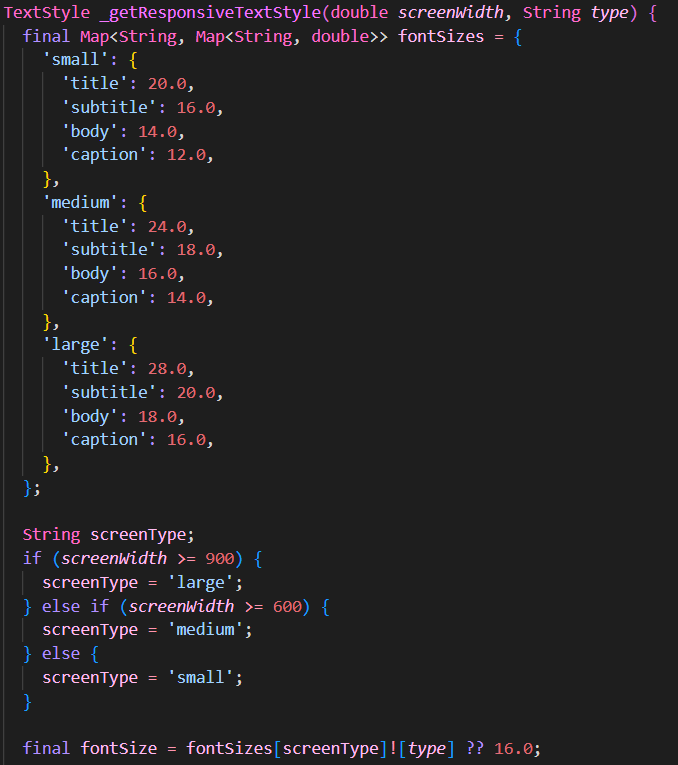 TextStyle _getResponsiveTextStyle(double screenWidth, String type) {
  final Map<String, Map<String, double>> fontSizes = {
    'small': {
      'title': 20.0,
      'subtitle': 16.0,
      'body': 14.0,
      'caption': 12.0,
    },
    'medium': {
      'title': 24.0,
      'subtitle': 18.0,
      'body': 16.0,
      'caption': 14.0,
    },
    'large': {
      'title': 28.0,
      'subtitle': 20.0,
      'body': 18.0,
      'caption': 16.0,
    },
  };

  String screenType;
  if (screenWidth >= 900) {
    screenType = 'large';
  } else if (screenWidth >= 600) {
    screenType = 'medium';
  } else {
    screenType = 'small';
  }

  final fontSize = fontSizes[screenType]![type] ?? 16.0;